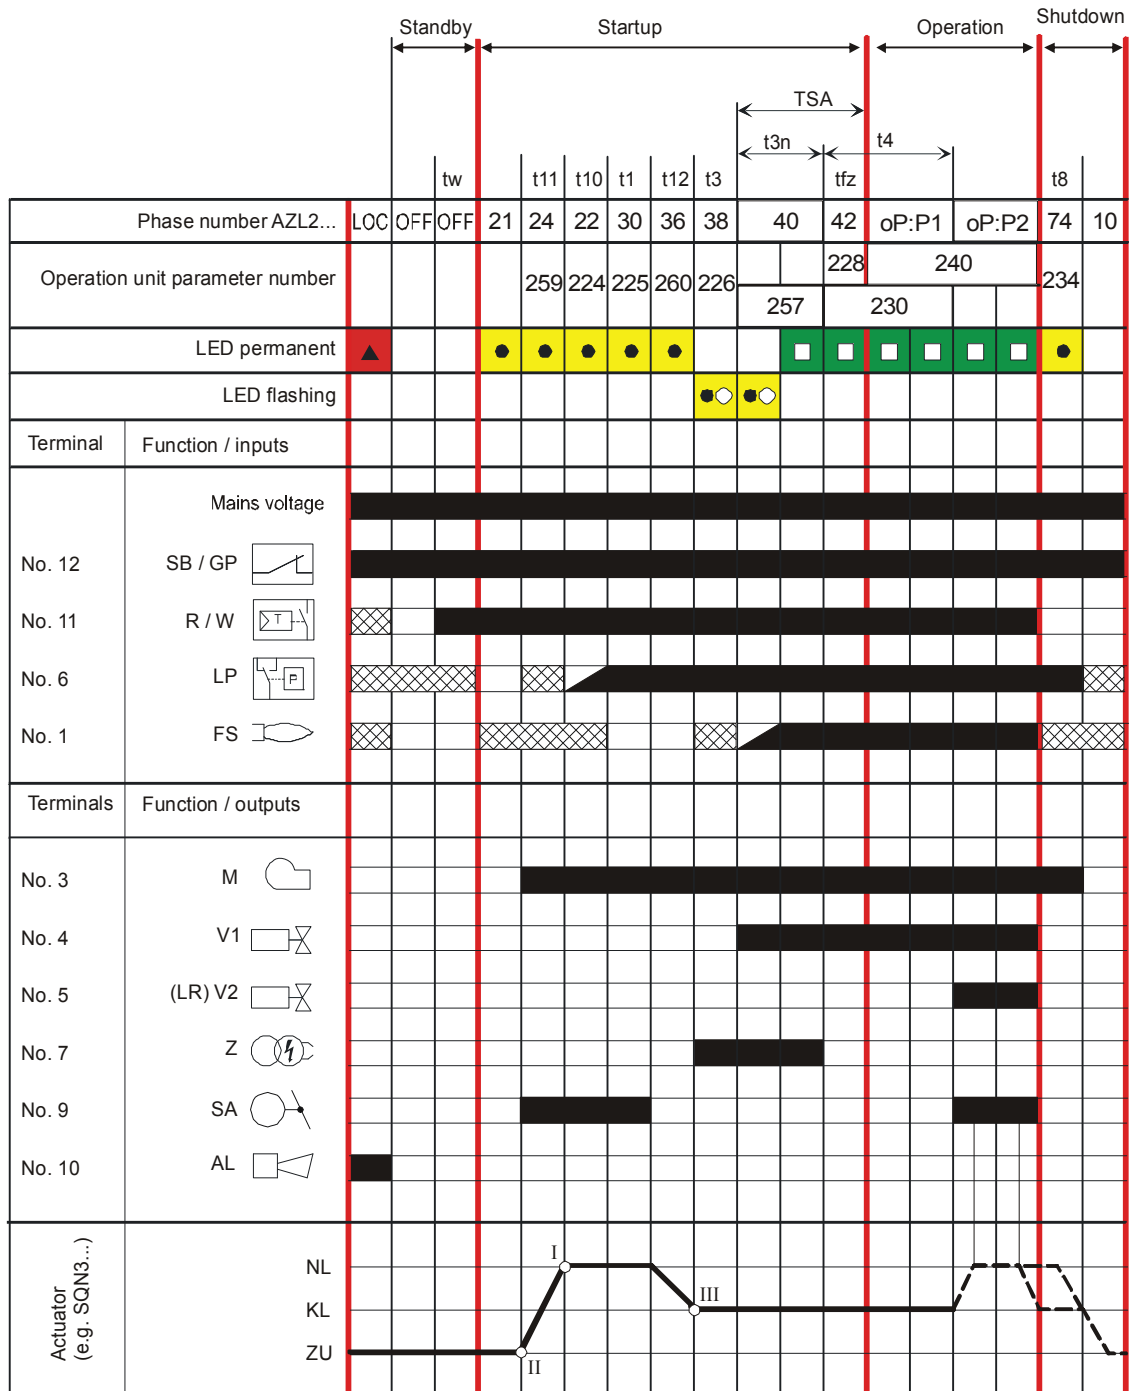 Standby Startup Operation Shutdown
TSA
t3n t4
tw t11 t10 t1 t12 t3 tfz t8
Phase number AZL2... LOC OFF OFF 21 24 22 30 36 38 40 42 oP:P1 oP:P2 74 10
228 240
Operation unit parameter number 259 224 225 260 226 234
257 230
LED permanent
LED flashing
Terminal Function / inputs
Mains voltage
No. 12 SB / GP
No. 11 R / W T
No. 6 LP P
No. 1 FS
Terminals Function / outputs
No. 3 M
No. 4 V1
No. 5 (LR) V2
No. 7 Z
No. 9 SA
No. 10 AL
Actuator
(e.g. SQN3...)
NL I
KL III
ZU II